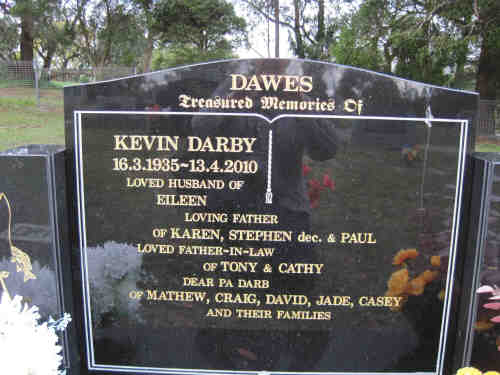 DAWES
Treasured Memories Of
KEVIN DARBY
16.3.1935~13.4.2010
LOVED HUSBAND OF
EILEEN
LOVING FATHER
OF KAREN, STEPHEN dec. & PAUL
LOVED FATHER-IN-LAW
OF TONY & CATHY
DEAR PA DARB
OF MATHEW, CRAIG, DAVID, JADE, CASEY
AND THEIR FAMILIES